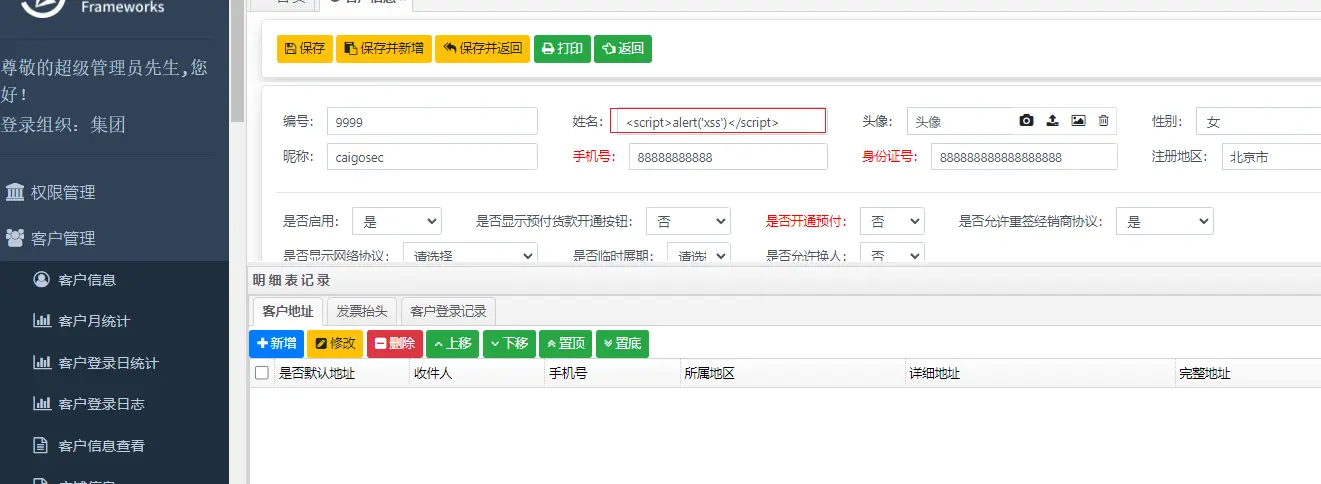 Frameworks
尊敬的超级管理员先生,您
好!
登录组织: 集团
权限管理
客户管理
客户信息
客户月统计
客户登录日统计
客户登录日志
客户信息查看
保存 保存并新增 保存并返回 打印 返回
编号: 9999 姓名: <script>alert('xss')</script> 头像: 头像 性别: 女
昵称: caigosec 手机号: 88888888888 身份证号: 888888888888888888 注册地区: 北京市
是否启用: 是 是否显示预付货款开通按钮: 否 是否开通预付: 否 是否允许重签经销商协议: 是
是否显示网络协议: 请选择 是否临时展期: 请选 是否允许换人: 否
明细表记录
客户地址 发票抬头 客户登录记录
新增 修改 删除 上移 下移 置顶 置底
是否默认地址 收件人 手机号 所属地区 详细地址 完整地址